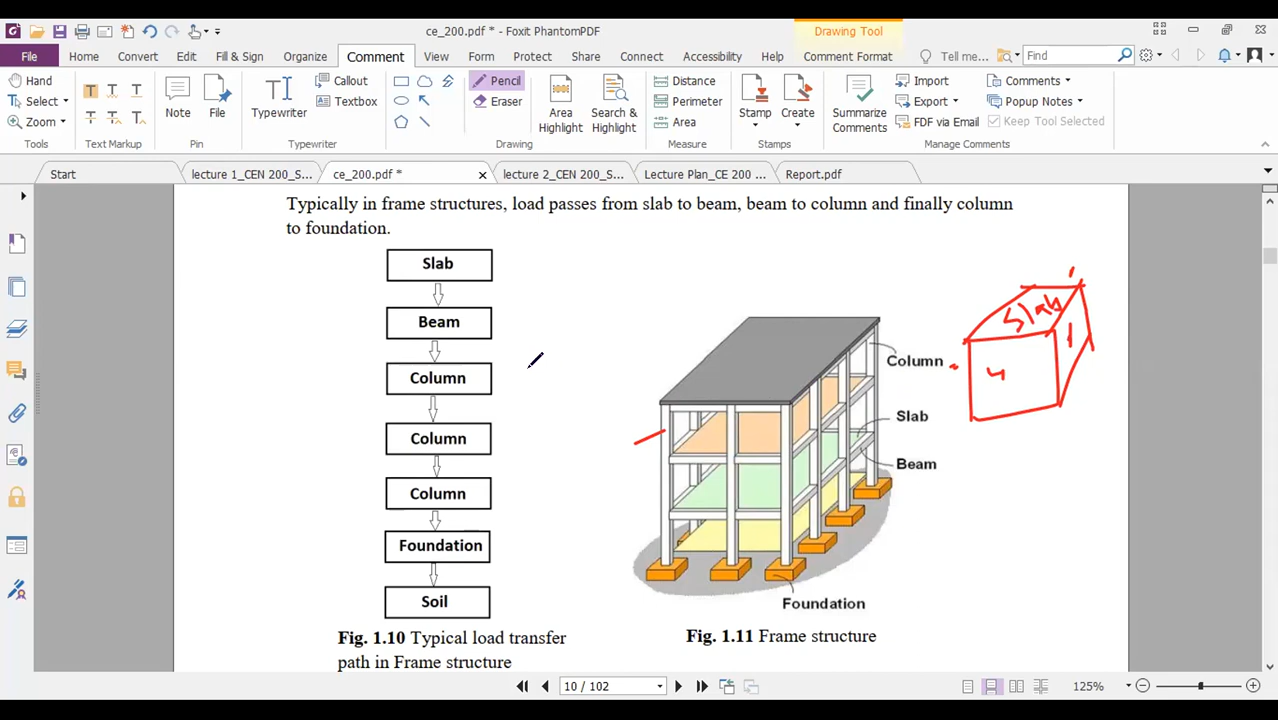 ce_200.pdf * - Foxit PhantomPDF
Drawing Tool
File
Home
Convert
Edit
Fill & Sign
Organize
Comment
View
Form
Protect
Share
Connect
Accessibility
Help
Comment Format
Tell me...
Find
Hand
Select
Zoom
Tools
Text Markup
Note
File
Pin
Typewriter
Callout
Textbox
Typewriter
Pencil
Eraser
Area
Highlight
Search &
Highlight
Drawing
Distance
Perimeter
Area
Measure
Stamp
Create
Stamps
Summarize
Comments
Import
Export
FDF via Email
Comments
Popup Notes
Keep Tool Selected
Manage Comments
Start
lecture 1_CEN 200_S...
ce_200.pdf *
lecture 2_CEN 200_S...
Lecture Plan_CE 200 ...
Report.pdf
Typically in frame structures, load passes from slab to beam, beam to column and finally column
to foundation.
Slab
Beam
Column
Column
Column
Foundation
Soil
Fig. 1.10 Typical load transfer
path in Frame structure
Column
Slab
Beam
Foundation
Fig. 1.11 Frame structure
Slab
10 / 102
125%